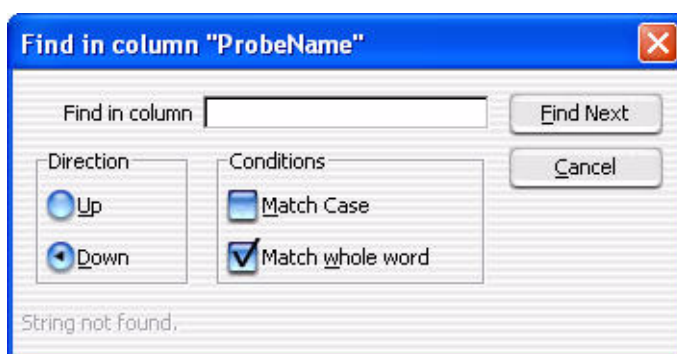 Find in column "ProbeName"
Find in column
Find Next
Direction
Conditions
Cancel
Up
Match Case
Down
Match whole word
String not found.